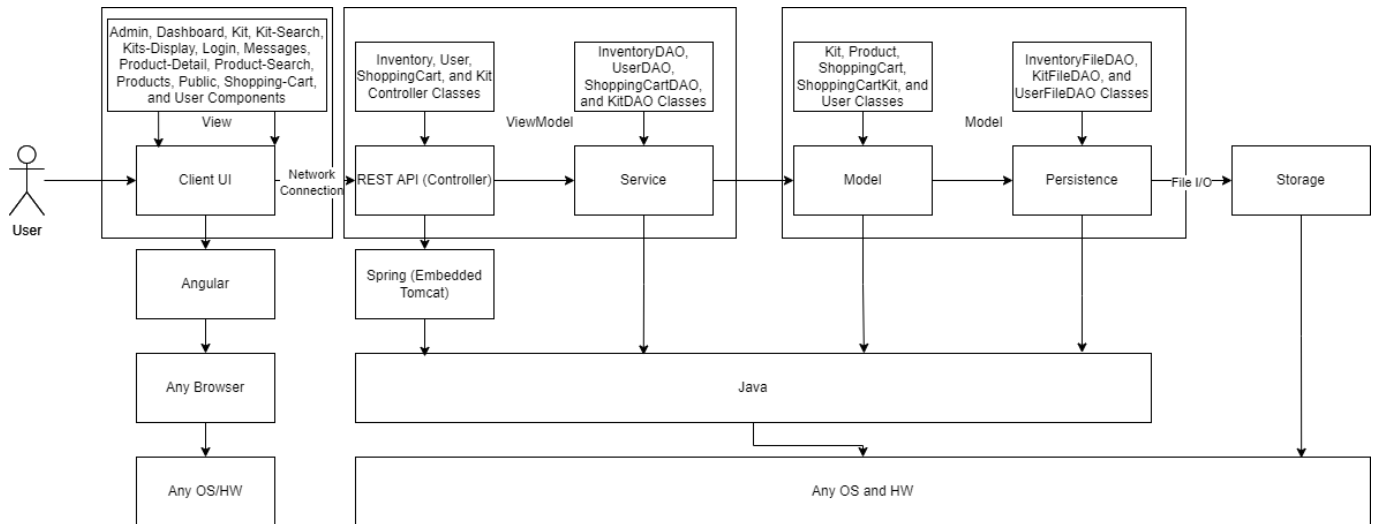 Admin, Dashboard, Kit, Kit-Search,
Kits-Display, Login, Messages,
Product-Detail, Product-Search,
Products, Public, Shopping-Cart,
and User Components
View
Inventory, User,
ShoppingCart, and Kit
Controller Classes
InventoryDAO,
UserDAO,
ShoppingCartDAO,
and KitDAO Classes
ViewModel
Kit, Product,
ShoppingCart,
ShoppingCartKit, and
User Classes
InventoryFileDAO,
KitFileDAO, and
UserFileDAO Classes
Model
User
Client UI
Network
Connection
REST API (Controller)
Service
Model
Persistence
File I/O
Storage
Angular
Spring (Embedded
Tomcat)
Any Browser
Java
Any OS/HW
Any OS and HW